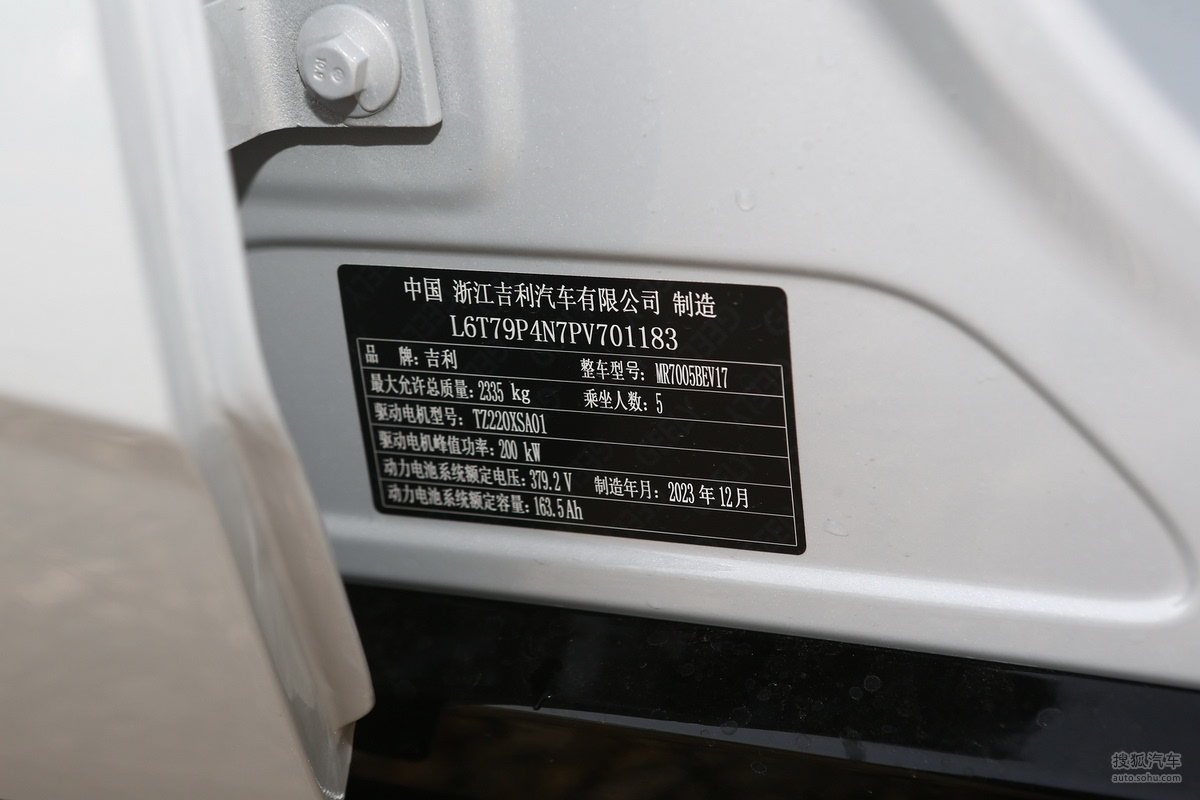 中国 浙江吉利汽车有限公司 制造
L6T79P4N7PV701183
品 牌: 吉利 整车型号: MR7005BEV17
最大允许总质量: 2335 kg 乘坐人数: 5
驱动电机型号: TZ220XSA01
驱动电机峰值功率: 200 kW
动力电池系统额定电压: 379.2 V 制造年月: 2023 年 12 月
动力电池系统额定容量: 163.5 Ah
搜狐汽车
auto.sohu.com